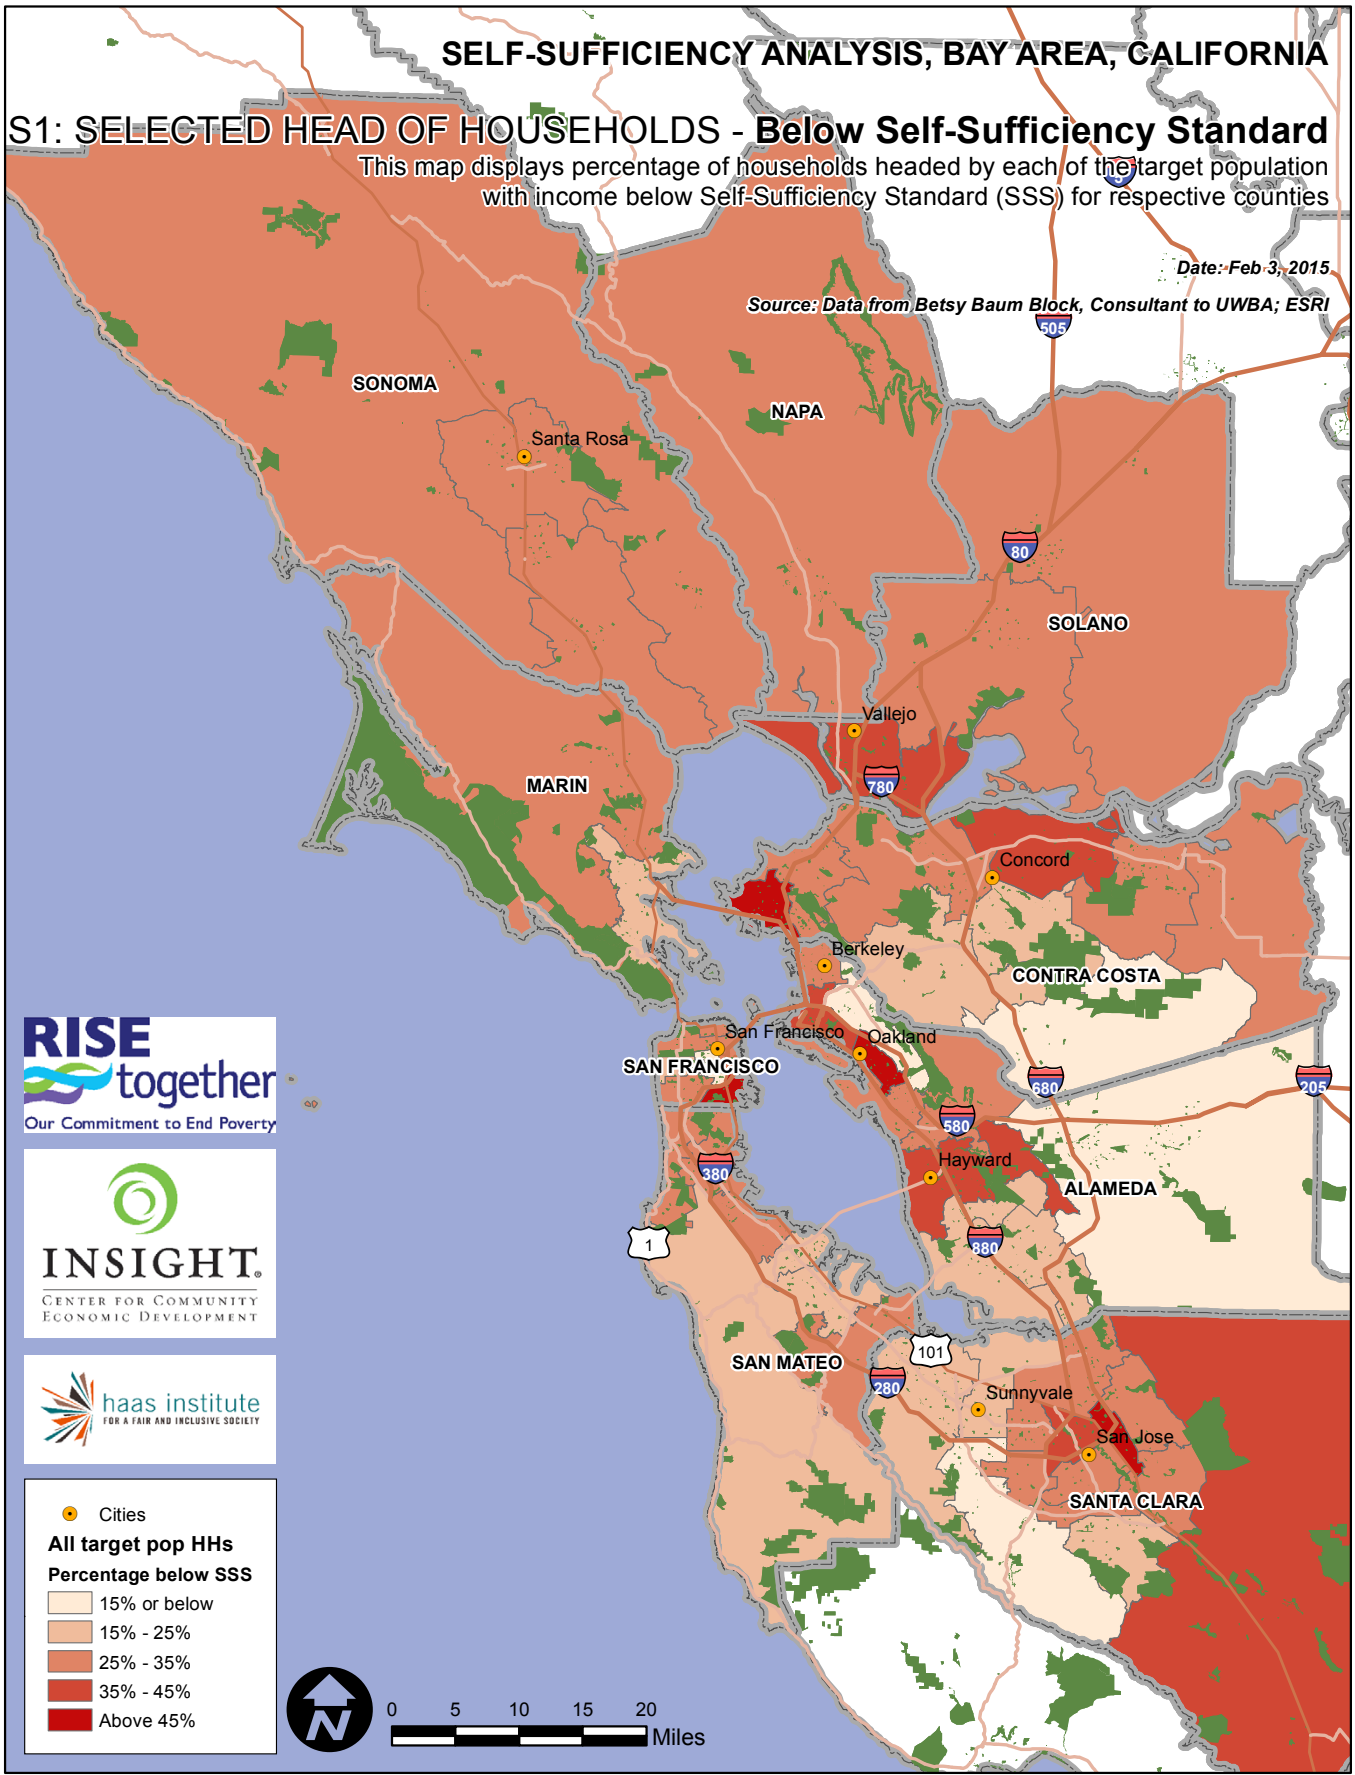 SELF-SUFFICIENCY ANALYSIS, BAY AREA, CALIFORNIA
S1: SELECTED HEAD OF HOUSEHOLDS - Below Self-Sufficiency Standard
This map displays percentage of households headed by each of the target population
with income below Self-Sufficiency Standard (SSS) for respective counties
Date: Feb 3, 2015
Source: Data from Betsy Baum Block, Consultant to UWBA; ESRI
505
SONOMA
NAPA
Santa Rosa
80
SOLANO
Vallejo
780
MARIN
Concord
Berkeley
CONTRA COSTA
San Francisco
Oakland
SAN FRANCISCO
680
205
580
Hayward
380
ALAMEDA
1
880
101
SAN MATEO
280
Sunnyvale
San Jose
SANTA CLARA
RISE
together
Our Commitment to End Poverty
INSIGHT®
CENTER FOR COMMUNITY
ECONOMIC DEVELOPMENT
haas institute
FOR A FAIR AND INCLUSIVE SOCIETY
Cities
All target pop HHs
Percentage below SSS
15% or below
15% - 25%
25% - 35%
35% - 45%
Above 45%
N
0 5 10 15 20
Miles